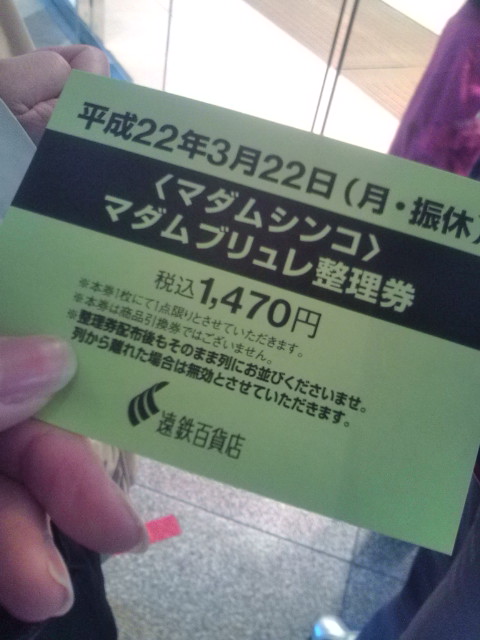 平成22年3月22日(月・振休)
〈マダムシンコ〉
マダムブリュレ整理券
税込1,470円
※本券1枚にて1点限りとさせていただきます。
※本券は商品引換券ではございません。
※整理券配布後もそのまま列にお並びくださいませ。
列から離れた場合は無効とさせていただきます。
遠鉄百貨店